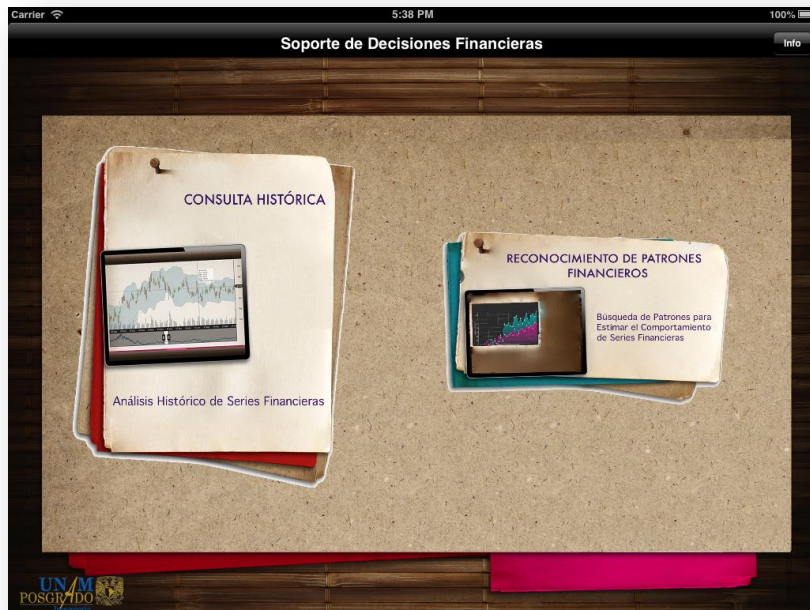 Carrier 5:38 PM 100%
Soporte de Decisiones Financieras
Info
CONSULTA HISTÓRICA
Análisis Histórico de Series Financieras
RECONOCIMIENTO DE PATRONES
FINANCIEROS
Búsqueda de Patrones para
Estimar el Comportamiento
de Series Financieras
UNAM
POSGRADO